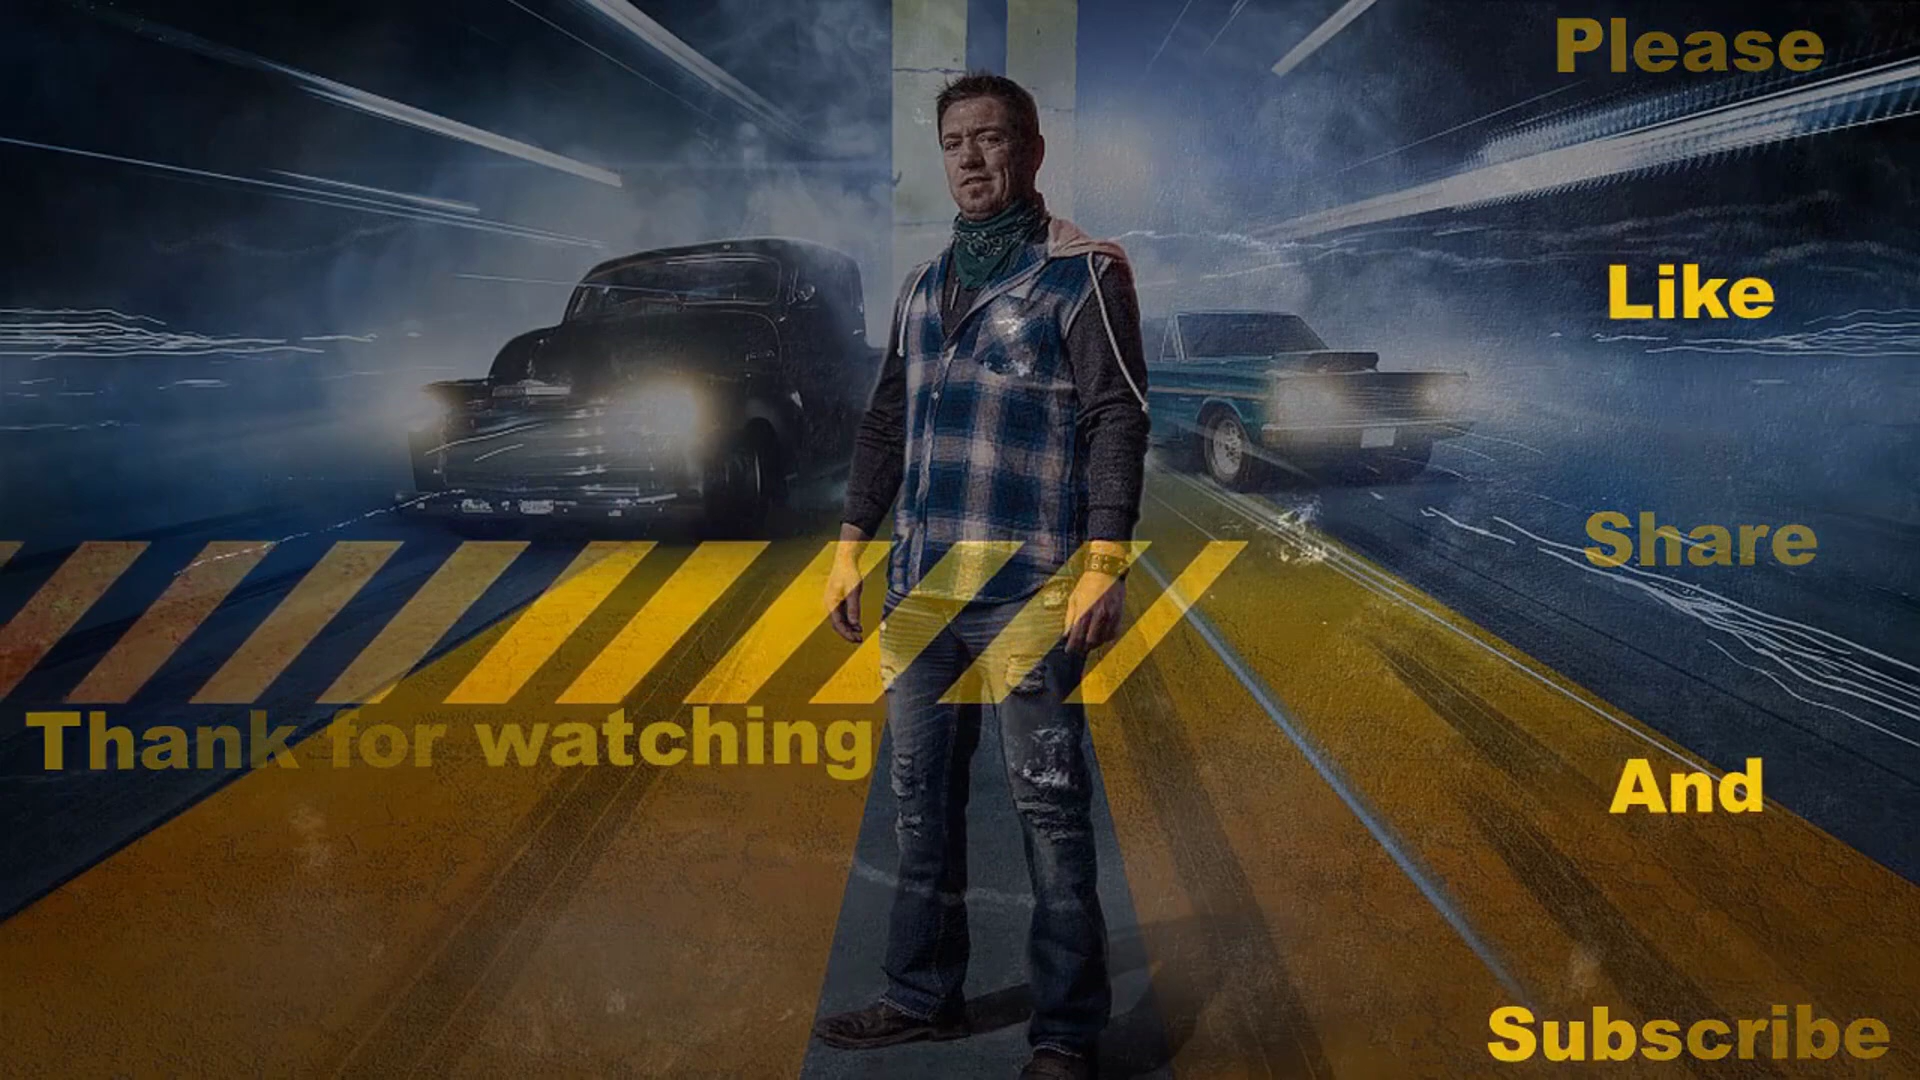 Please
Like
Share
Thank for watching
And
Subscribe